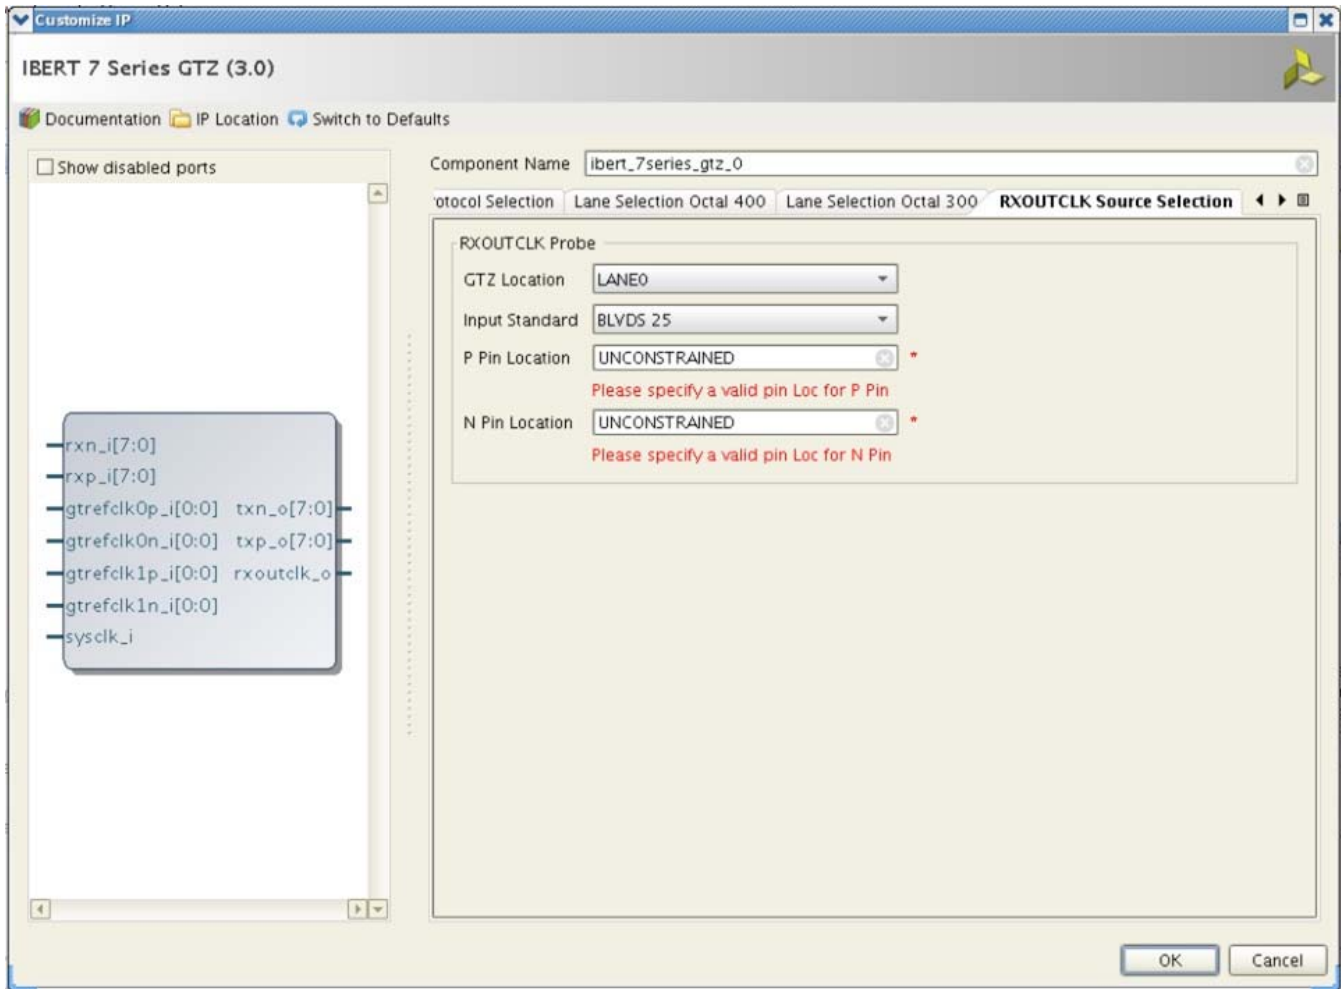 Customize IP
IBERT 7 Series GTZ (3.0)
Documentation IP Location Switch to Defaults
Show disabled ports
Component Name ibert_7series_gtz_0
otocol Selection Lane Selection Octal 400 Lane Selection Octal 300 RXOUTCLK Source Selection
RXOUTCLK Probe
GTZ Location LANE0
Input Standard BLVDS 25
P Pin Location UNCONSTRAINED *
Please specify a valid pin Loc for P Pin
N Pin Location UNCONSTRAINED *
Please specify a valid pin Loc for N Pin
rxn_i[7:0]
rxp_i[7:0]
gtrefclk0p_i[0:0] txn_o[7:0]
gtrefclk0n_i[0:0] txp_o[7:0]
gtrefclk1p_i[0:0] rxoutclk_o
gtrefclk1n_i[0:0]
sysclk_i
OK Cancel